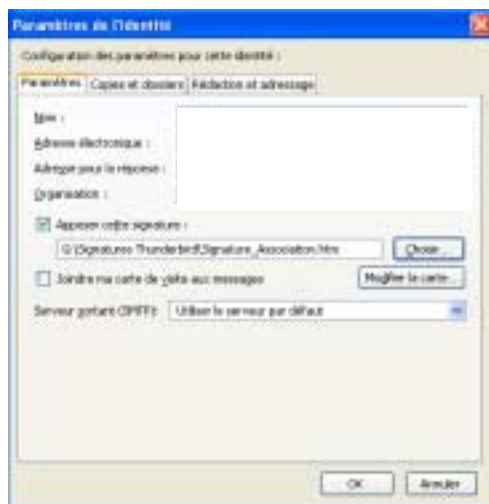 Paramètres de l'identité
Configuration des paramètres pour cette identité :
Paramètres Copies et dossiers Rédaction et adressage
Nom :
Adresse électronique :
Adresse pour la réponse :
Organisation :
Apposer cette signature :
G:\Signatures Thunderbird\Signature_Association.htm Choisir...
Joindre ma carte de visite aux messages Modifier la carte...
Serveur sortant (SMTP): Utiliser le serveur par défaut
OK Annuler